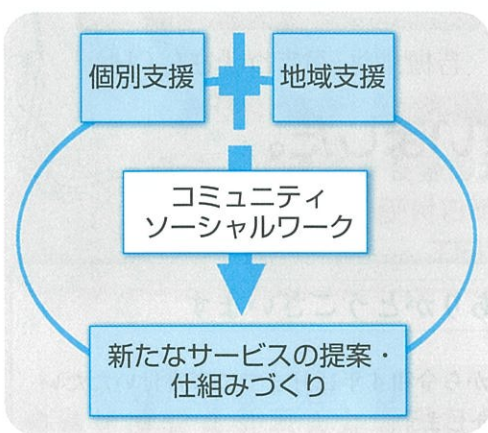 個別支援
地域支援
コミュニティ
ソーシャルワーク
新たなサービスの提案・
仕組みづくり